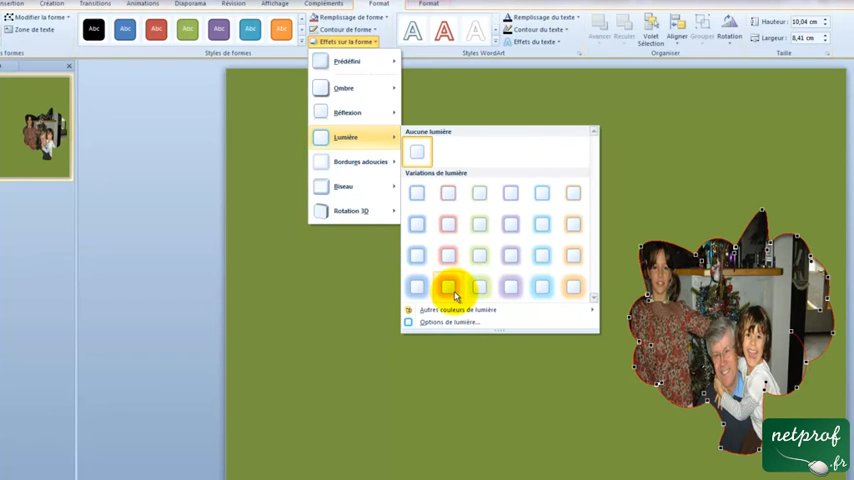 nsertion Création Transitions Animations Diaporama Révision Affichage Compléments Format Format
Modifier la forme
Zone de texte
Abc Abc Abc Abc Abc Abc Abc
Remplissage de forme
Contour de forme
Effets sur la forme
A A A
Remplissage du texte
Contour du texte
Effets du texte
Avancer Reculer Volet Sélection Aligner Grouper Rotation
Hauteur: 10,04 cm
Largeur: 8,41 cm
Styles de formes
Styles WordArt
Organiser
Taille
Prédéfini
Ombre
Réflexion
Lumière
Bordures adoucies
Biseau
Rotation 3D
Aucune lumière
Variations de lumière
Autres couleurs de lumière
Options de lumière...
netprof
.fr